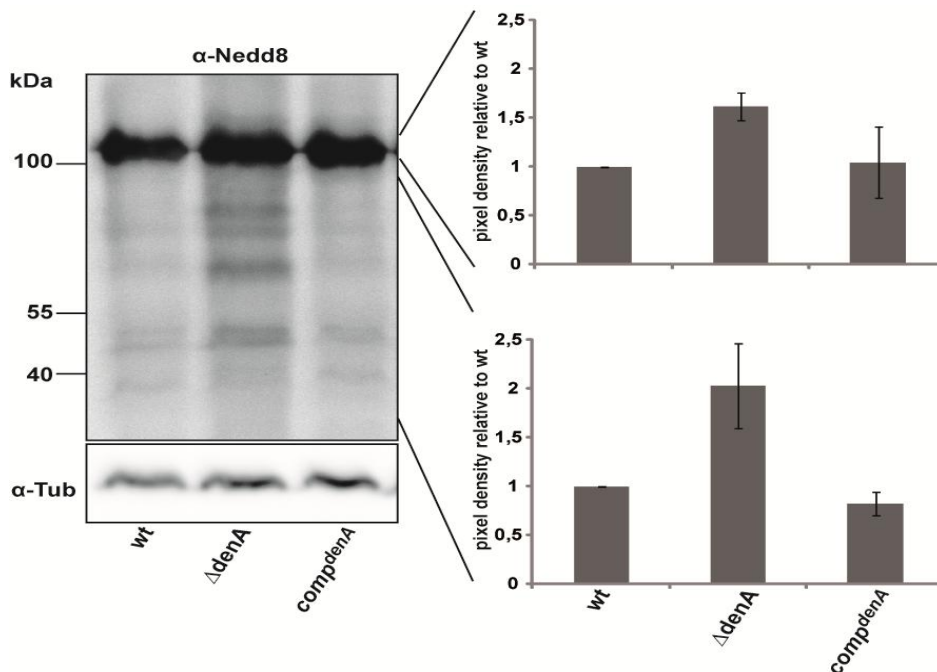 α-Nedd8
kDa
100
55
40
α-Tub
wt
ΔdenA
compdenA
pixel density relative to wt
2,5
2
1,5
1
0,5
0
pixel density relative to wt
2,5
2
1,5
1
0,5
0
wt
ΔdenA
compdenA